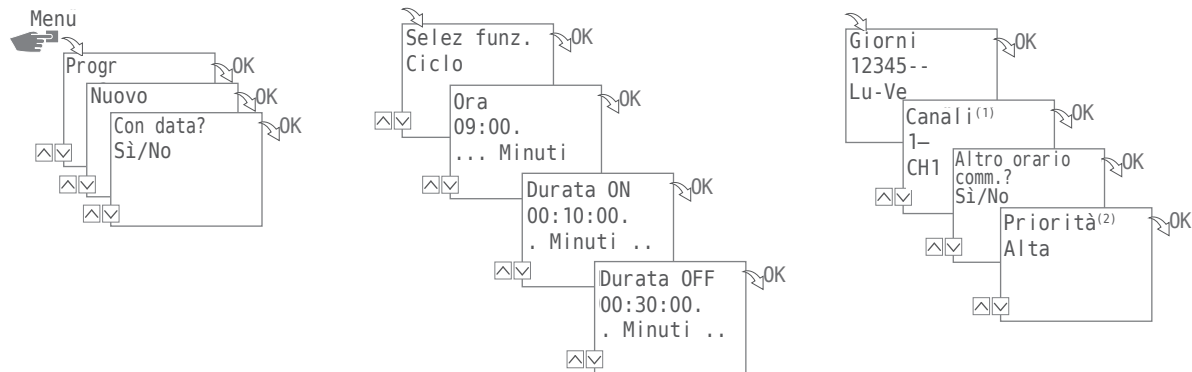 Menu
Progr
OK
Nuovo
OK
Con data?
Sì/No
OK
Selez funz.
Ciclo
OK
Ora
09:00.
... Minuti
OK
Durata ON
00:10:00.
. Minuti ..
OK
Durata OFF
00:30:00.
. Minuti ..
OK
Giorni
12345--
Lu-Ve
OK
Canali(1)
1–
CH1
OK
Altro orario
comm.?
Sì/No
OK
Priorità(2)
Alta
OK